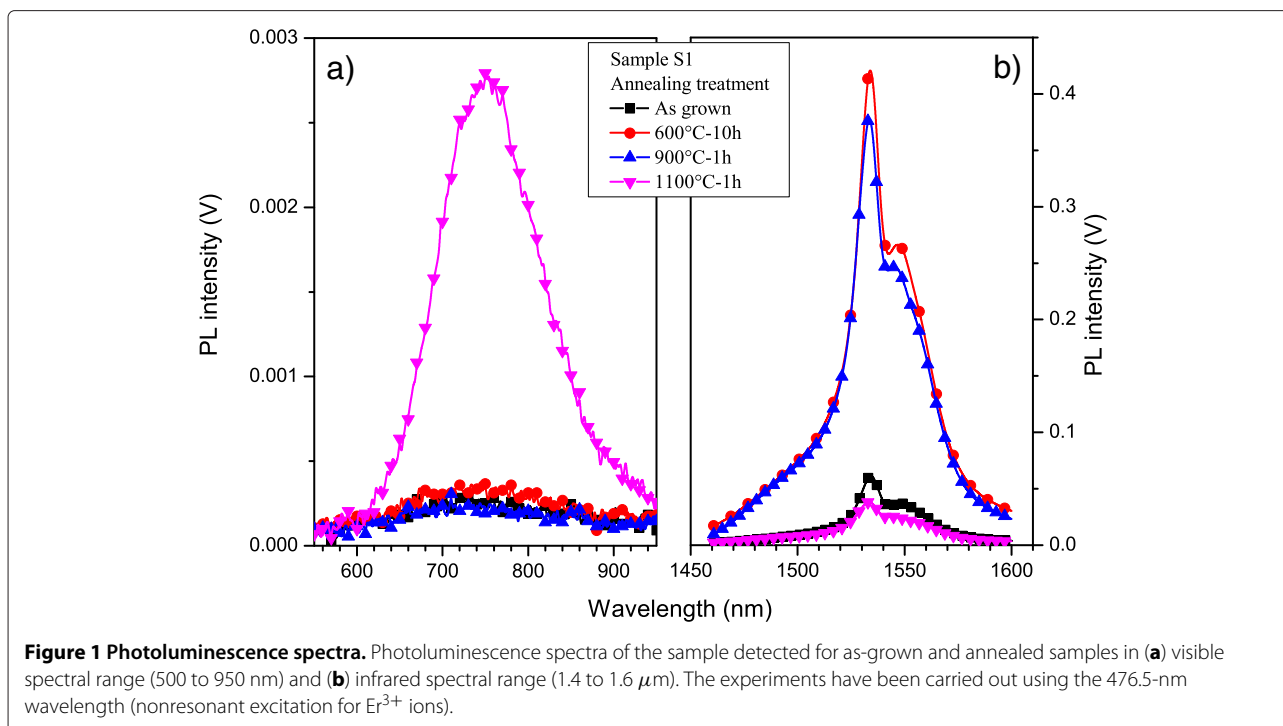 a)
b)
Sample S1
Annealing treatment
As grown
600°C-10h
900°C-1h
1100°C-1h
PL intensity (V)
0.003
0.002
0.001
0.000
600 700 800 900
PL intensity (V)
0.4
0.3
0.2
0.1
0.0
1450 1500 1550 1600
Wavelength (nm)
Figure 1 Photoluminescence spectra. Photoluminescence spectra of the sample detected for as-grown and annealed samples in (a) visible
spectral range (500 to 950 nm) and (b) infrared spectral range (1.4 to 1.6 μm). The experiments have been carried out using the 476.5-nm
wavelength (nonresonant excitation for Er³⁺ ions).